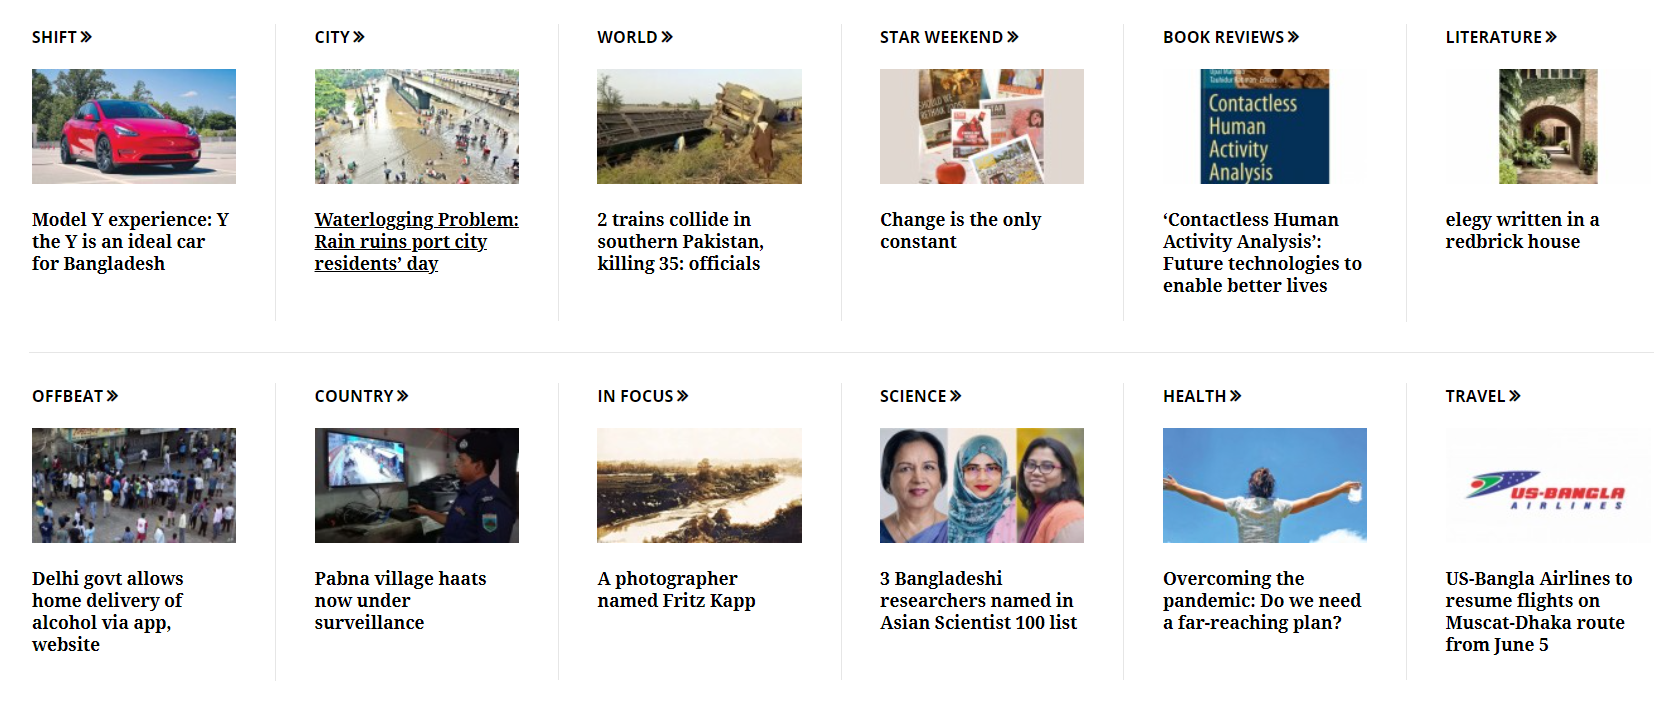 SHIFT »
CITY »
WORLD »
STAR WEEKEND »
BOOK REVIEWS »
LITERATURE »
Contactless
Human
Activity
Analysis
Model Y experience: Y
the Y is an ideal car
for Bangladesh
Waterlogging Problem:
Rain ruins port city
residents’ day
2 trains collide in
southern Pakistan,
killing 35: officials
Change is the only
constant
‘Contactless Human
Activity Analysis’:
Future technologies to
enable better lives
elegy written in a
redbrick house
OFFBEAT »
COUNTRY »
IN FOCUS »
SCIENCE »
HEALTH »
TRAVEL »
US-BANGLA
AIRLINES
Delhi govt allows
home delivery of
alcohol via app,
website
Pabna village haats
now under
surveillance
A photographer
named Fritz Kapp
3 Bangladeshi
researchers named in
Asian Scientist 100 list
Overcoming the
pandemic: Do we need
a far-reaching plan?
US-Bangla Airlines to
resume flights on
Muscat-Dhaka route
from June 5